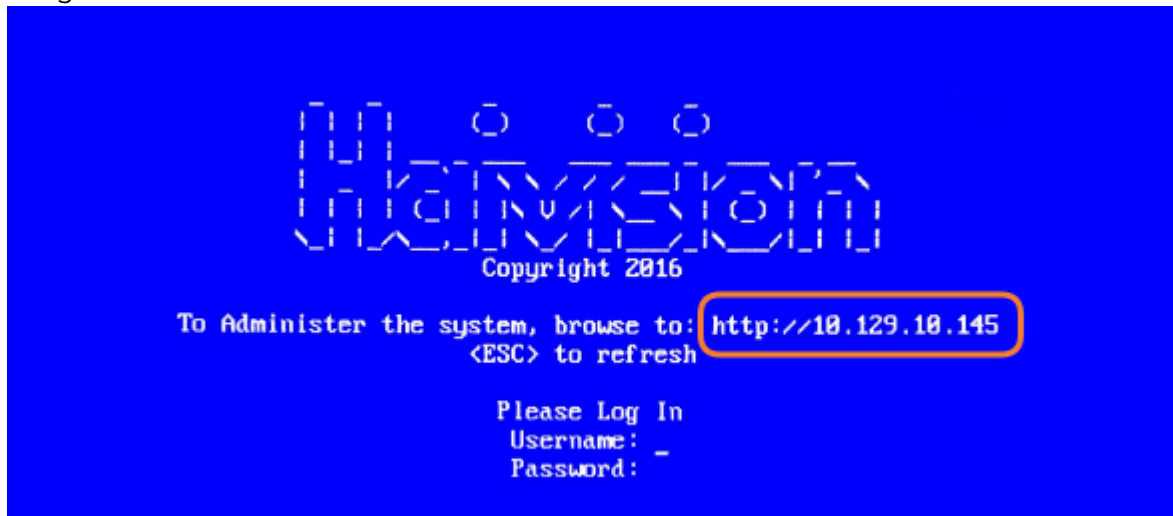 Haivision
Copyright 2016
To Administer the system, browse to: http://10.129.10.145
<ESC> to refresh
Please Log In
Username: _
Password: